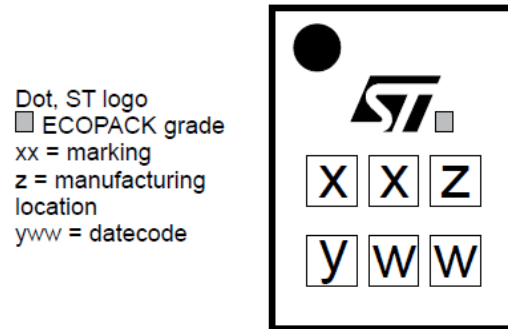 Dot, ST logo
ECOPACK grade
xx = marking
z = manufacturing
location
yww = datecode
ST
x x z
y w w